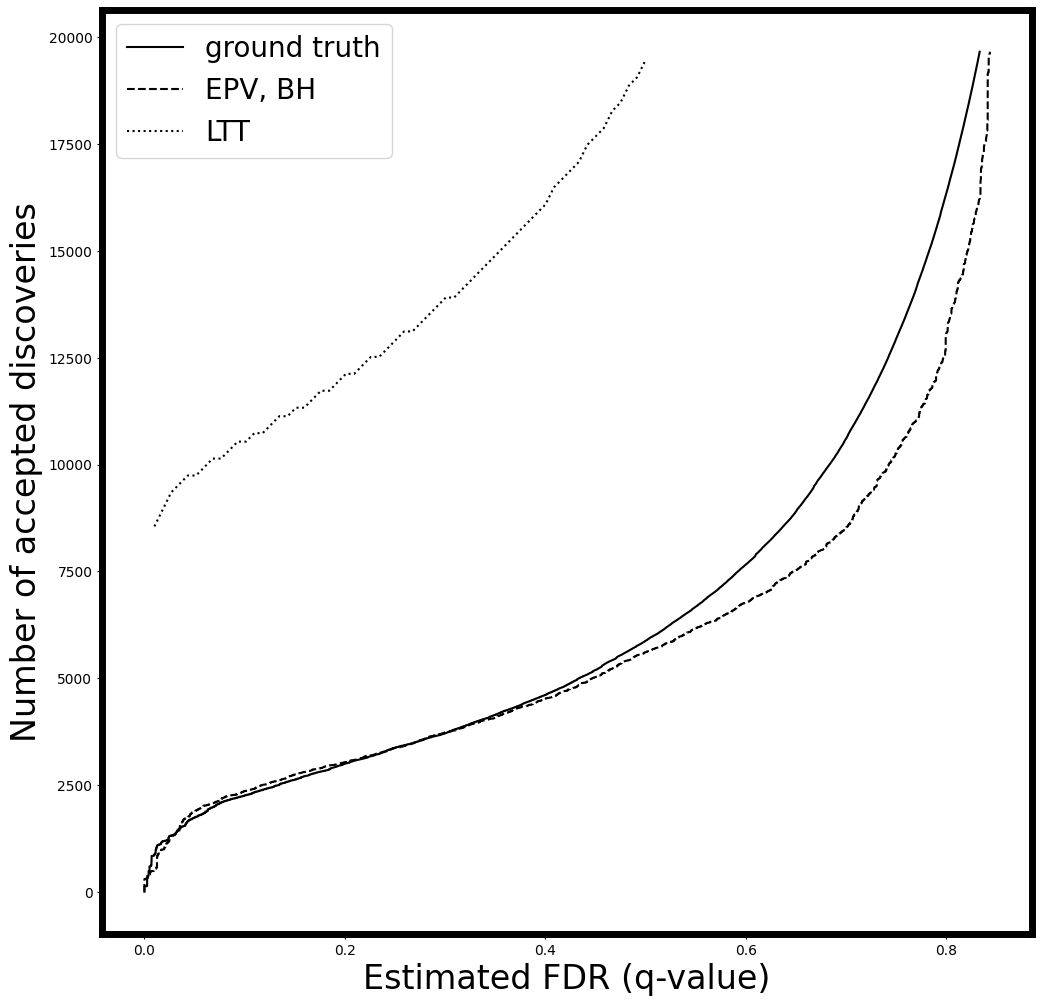 ground truth
EPV, BH
LTT
20000
17500
15000
12500
10000
7500
5000
2500
0
Number of accepted discoveries
0.0 0.2 0.4 0.6 0.8
Estimated FDR (q-value)